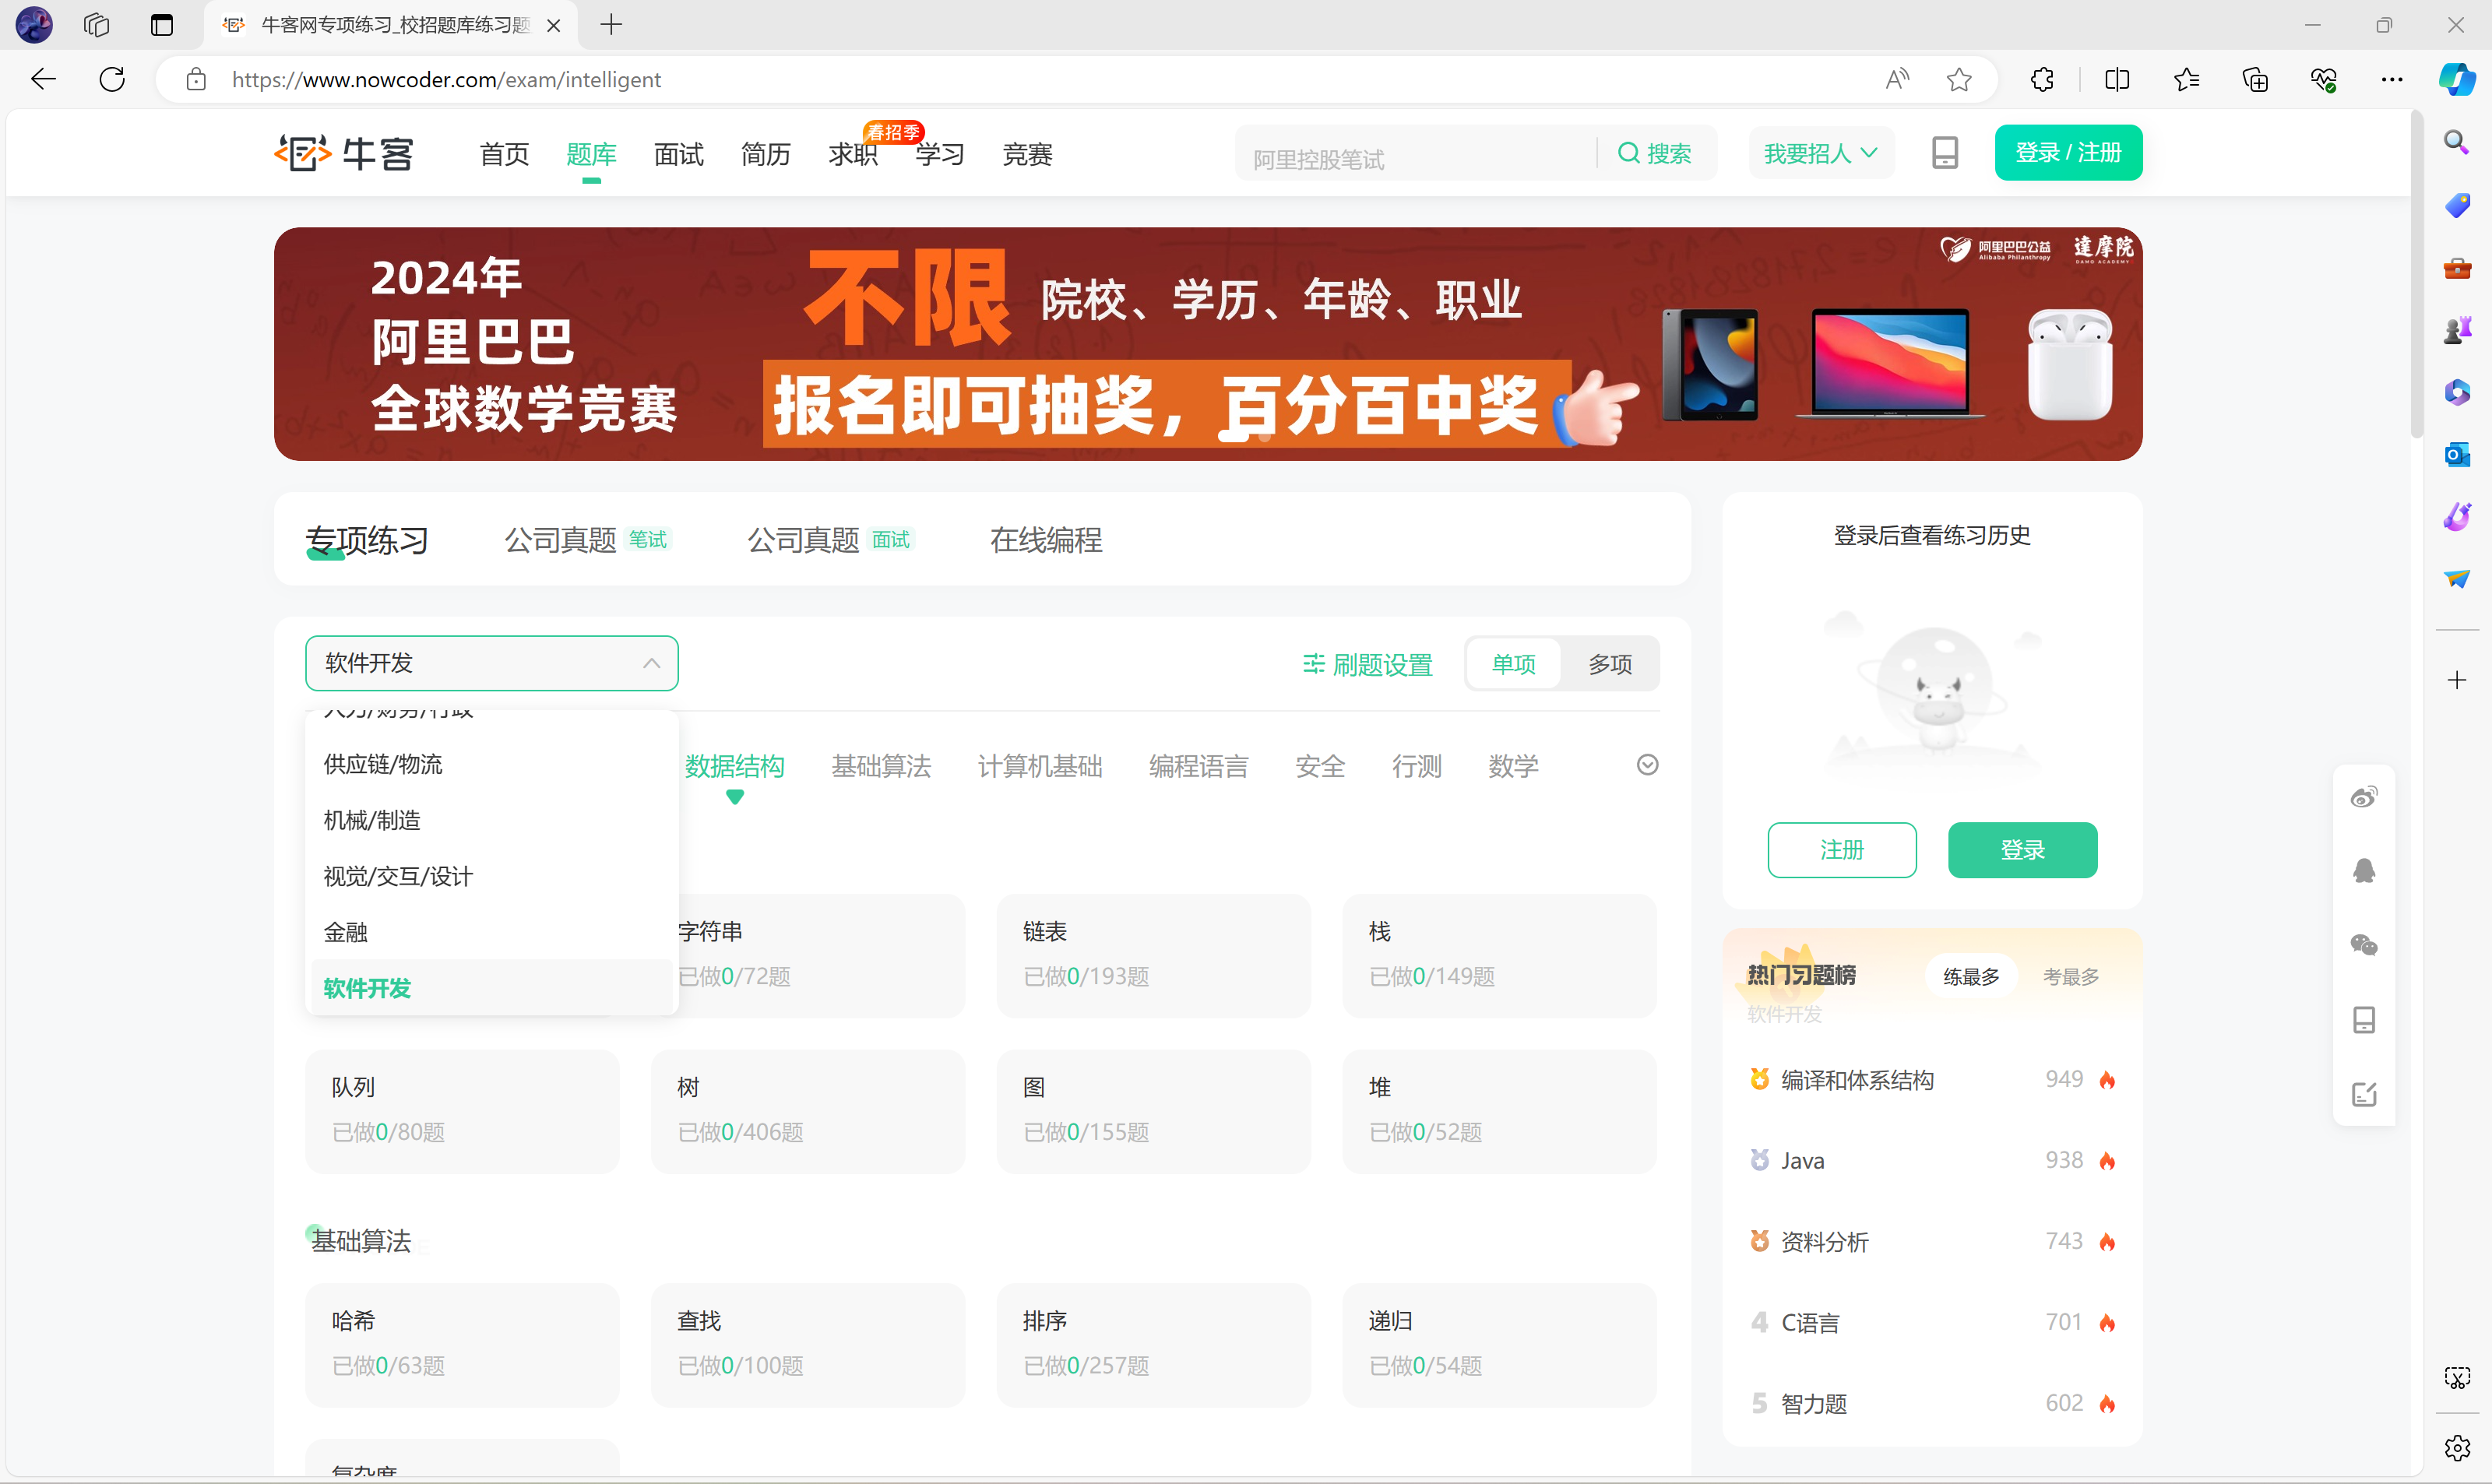 牛客网专项练习_校招题库练习题
https://www.nowcoder.com/exam/intelligent
牛客
首页
题库
面试
简历
求职
春招季
学习
竞赛
阿里控股笔试
搜索
我要招人
登录 / 注册
2024年
阿里巴巴
全球数学竞赛
不限
院校、学历、年龄、职业
报名即可抽奖，百分百中奖
阿里巴巴公益
Alibaba Philanthropy
達摩院
DAMO ACADEMY
专项练习
公司真题 笔试
公司真题 面试
在线编程
软件开发
刷题设置
单项
多项
人力/财务/行政
供应链/物流
机械/制造
视觉/交互/设计
金融
软件开发
数据结构
基础算法
计算机基础
编程语言
安全
行测
数学
字符串
已做0/72题
链表
已做0/193题
栈
已做0/149题
队列
已做0/80题
树
已做0/406题
图
已做0/155题
堆
已做0/52题
基础算法
哈希
已做0/63题
查找
已做0/100题
排序
已做0/257题
递归
已做0/54题
复杂度
登录后查看练习历史
注册
登录
热门习题榜
练最多
考最多
软件开发
编译和体系结构 949
Java 938
资料分析 743
4 C语言 701
5 智力题 602